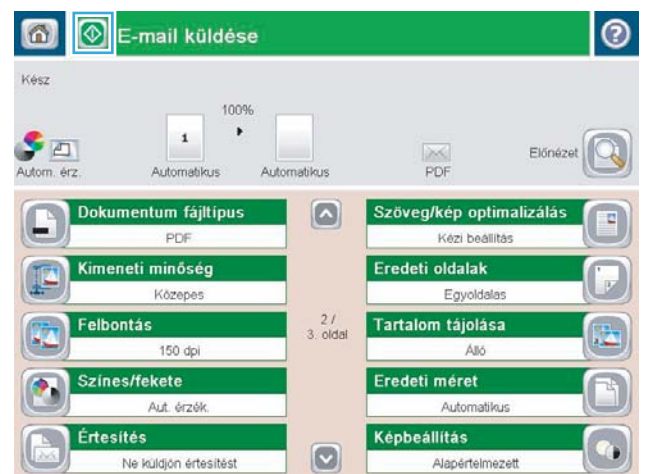 E-mail küldése
Kész
100%
1
Autom. érz.
Automatikus
Automatikus
PDF
Előnézet
Dokumentum fájltípus
PDF
Kimeneti minőség
Közepes
Felbontás
150 dpi
Színes/fekete
Aut. érzék.
Értesítés
Ne küldjön értesítést
2 /
3. oldal
Szöveg/kép optimalizálás
Kézi beállítás
Eredeti oldalak
Egyoldalas
Tartalom tájolása
Álló
Eredeti méret
Automatikus
Képbeállítás
Alapértelmezett